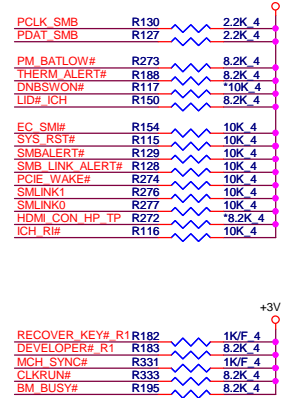 PCLK_SMB R130 2.2K_4
PDAT_SMB R127 2.2K_4
PM_BATLOW# R273 8.2K_4
THERM_ALERT# R188 8.2K_4
DNBSWON# R117 *10K_4
LID#_ICH R150 8.2K_4
EC_SMI# R154 10K_4
SYS_RST# R115 10K_4
SMBALERT# R129 10K_4
SMB_LINK_ALERT# R128 10K_4
PCIE_WAKE# R274 10K_4
SMLINK1 R276 10K_4
SMLINK0 R277 10K_4
HDMI_CON_HP_TP R272 *8.2K_4
ICH_RI# R116 10K_4
+3V
RECOVER_KEY#_R1 R182 1K/F_4
DEVELOPER#_R1 R183 8.2K_4
MCH_SYNC# R331 1K/F_4
CLKRUN# R333 8.2K_4
BM_BUSY# R195 8.2K_4